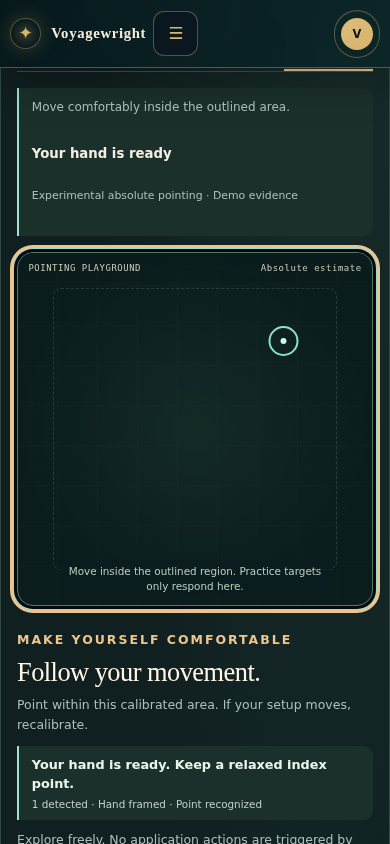 Voyagewright
V
Move comfortably inside the outlined region.
Your hand is ready
Experimental absolute pointing · Demo evidence
POINTING PLAYGROUND
Absolute estimate
Move inside the outlined region. Practice targets
only respond here.
MAKE YOURSELF COMFORTABLE
Follow your movement.
Point within this calibrated area. If your setup moves,
recalibrate.
Your hand is ready. Keep a relaxed index
point.
1 detected · Hand framed · Point recognized
Explore freely. No application actions are triggered by